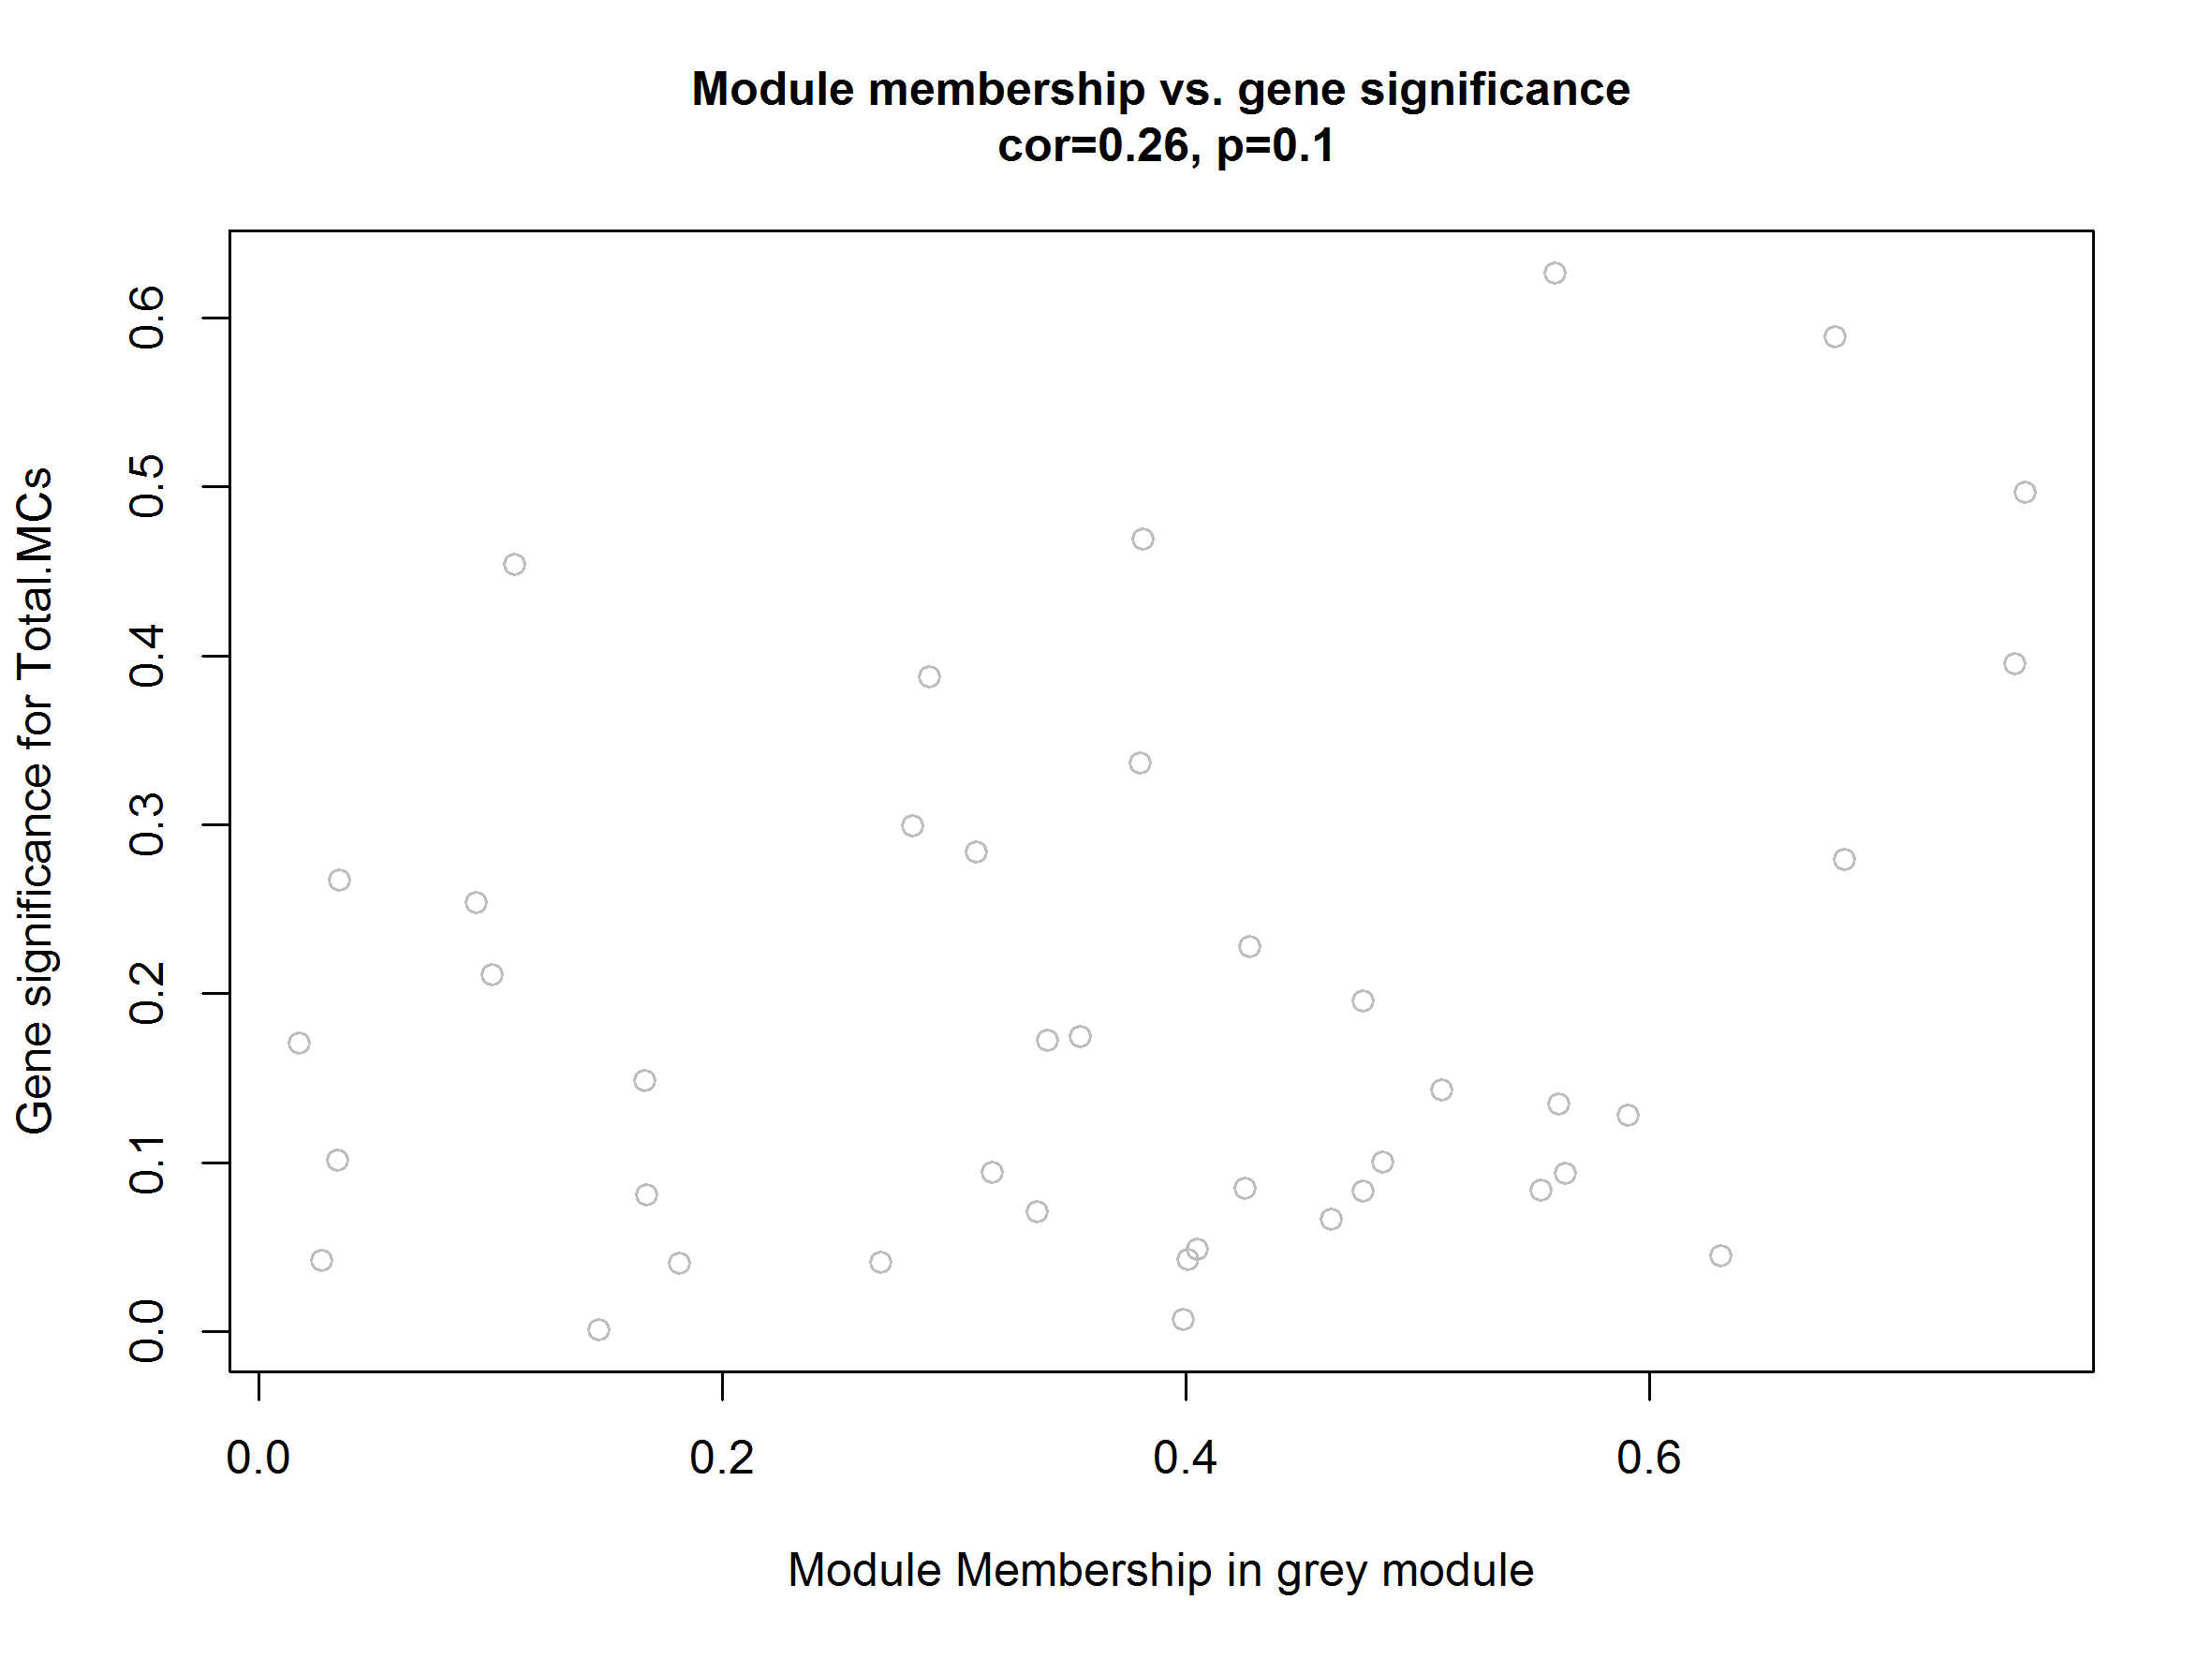 Module membership vs. gene significance
cor=0.26, p=0.1
Gene significance for Total.MCs
0.6
0.5
0.4
0.3
0.2
0.1
0.0
0.0 0.2 0.4 0.6
Module Membership in grey module